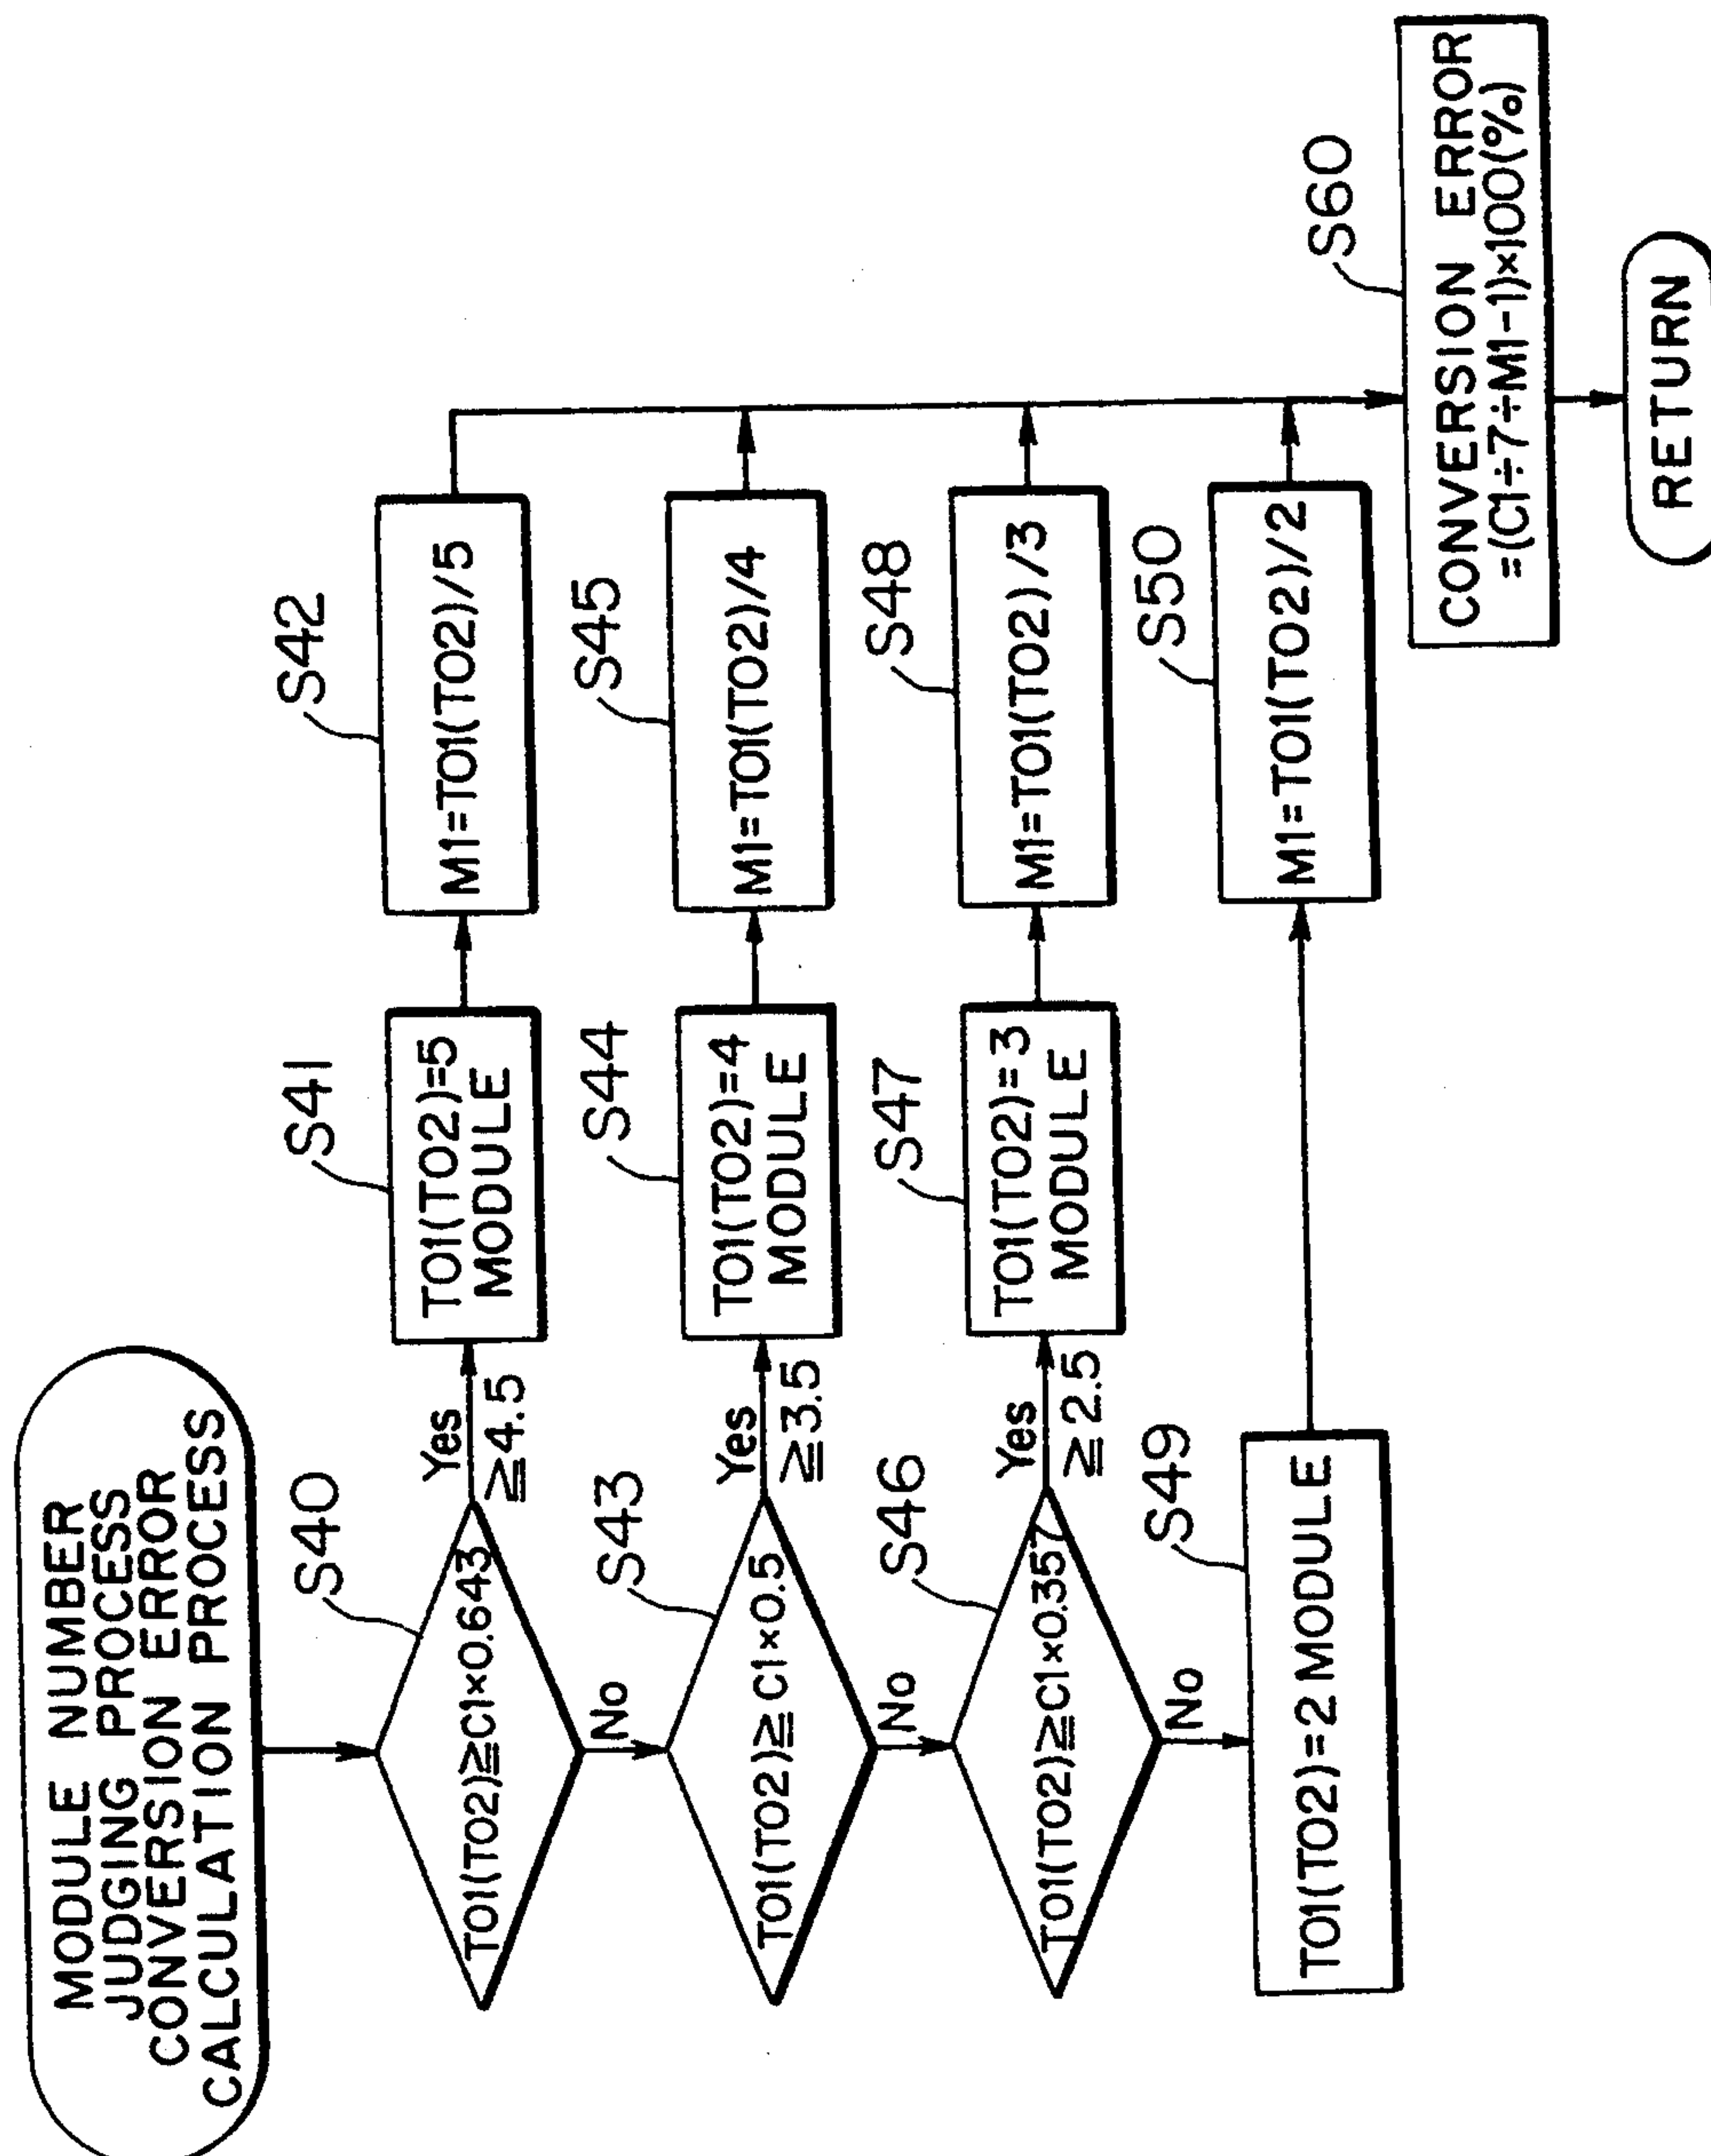 MODULE NUMBER
JUDGING PROCESS
CONVERSION ERROR
CALCULATION PROCESS
S40
TO1(TO2)≧C1×0.643
Yes
≧4.5
No
S41
TO1(TO2)=5
MODULE
S42
M1=TO1(TO2)/5
S43
TO1(TO2)≧C1×0.5
Yes
≧3.5
No
S44
TO1(TO2)=4
MODULE
S45
M1=TO1(TO2)/4
S46
TO1(TO2)≧C1×0.357
Yes
≧2.5
No
S47
TO1(TO2)=3
MODULE
S48
M1=TO1(TO2)/3
S49
TO1(TO2)=2 MODULE
S50
M1=TO1(TO2)/2
S60
CONVERSION ERROR
=(C1÷7÷M1-1)×100(%)
RETURN